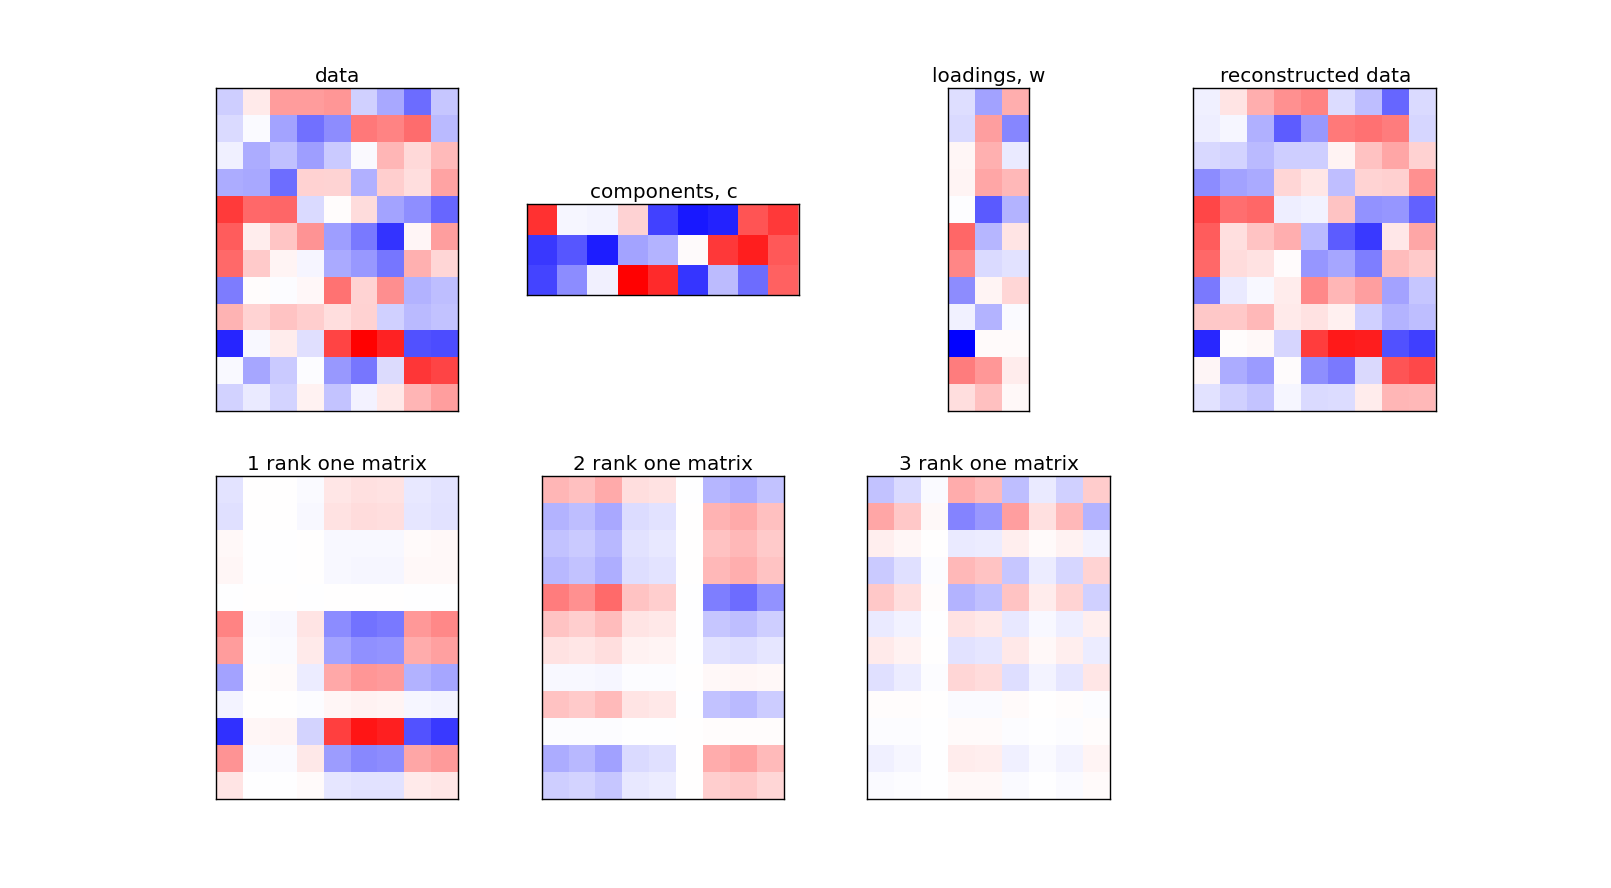 data
components, c
loadings, w
reconstructed data
1 rank one matrix
2 rank one matrix
3 rank one matrix